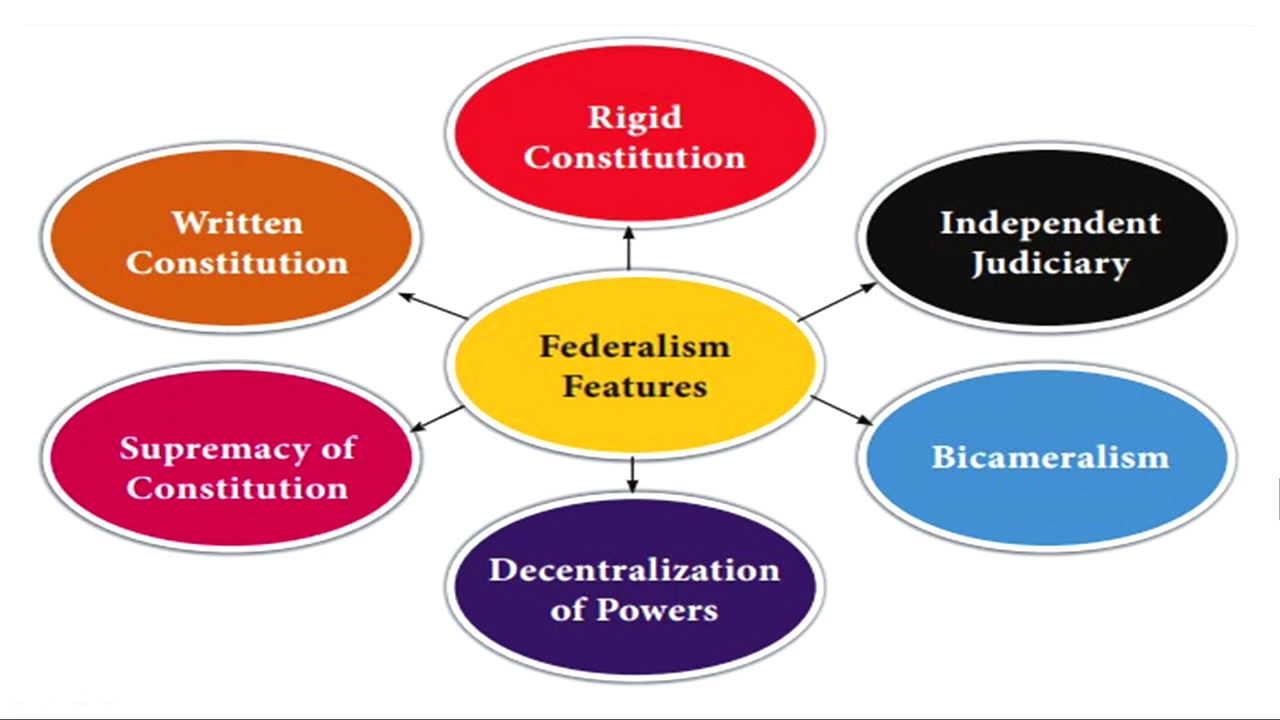 Rigid
Constitution
Written
Constitution
Independent
Judiciary
Federalism
Features
Supremacy of
Constitution
Bicameralism
Decentralization
of Powers